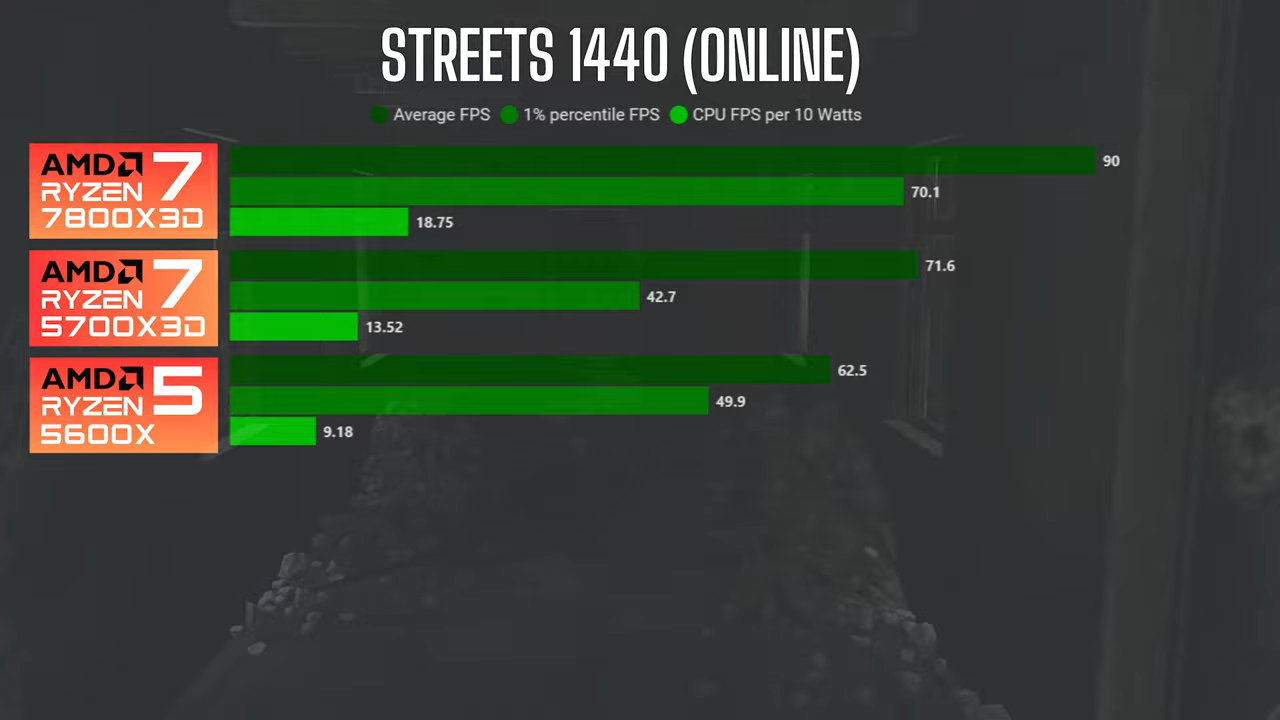 STREETS 1440 (ONLINE)
Average FPS 1% percentile FPS CPU FPS per 10 Watts
AMD RYZEN 7 7800X3D
90
70.1
18.75
AMD RYZEN 7 5700X3D
71.6
42.7
13.52
AMD RYZEN 5 5600X
62.5
49.9
9.18